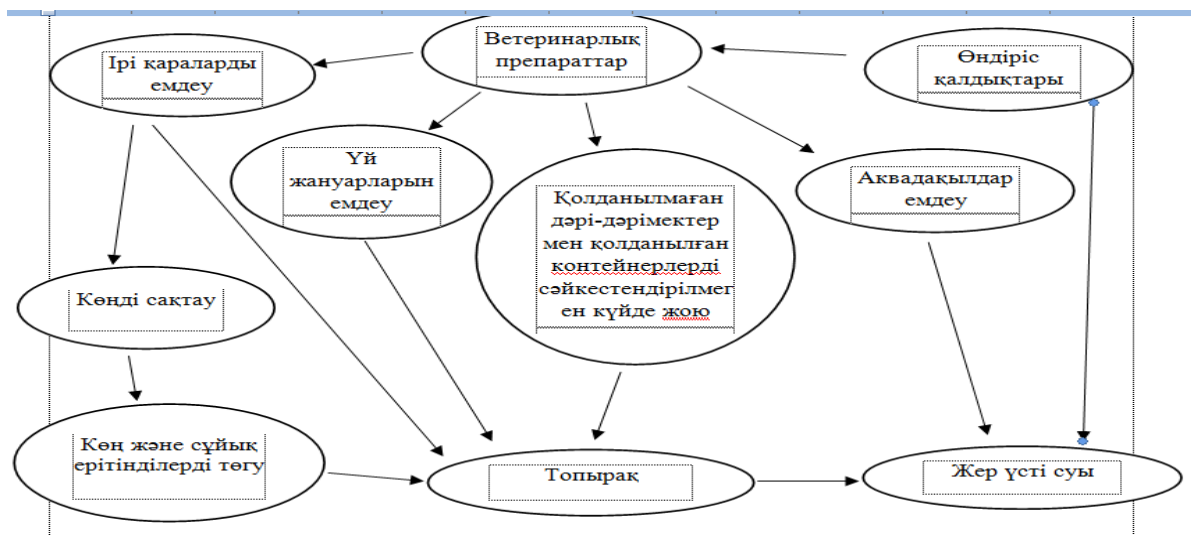 Ветеринарлық
препараттар
Өндіріс
қалдықтары
Ірі қараларды
емдеу
Үй
жануарларын
емдеу
Қолданылмаған
дәрі-дәрімектер
мен қолданылған
контейнерлерді
сәйкестендірілмег
ен күйде жою
Аквадақылдар
емдеу
Көңді сақтау
Көң және сұйық
ерітінділерді төгу
Топырақ
Жер үсті суы